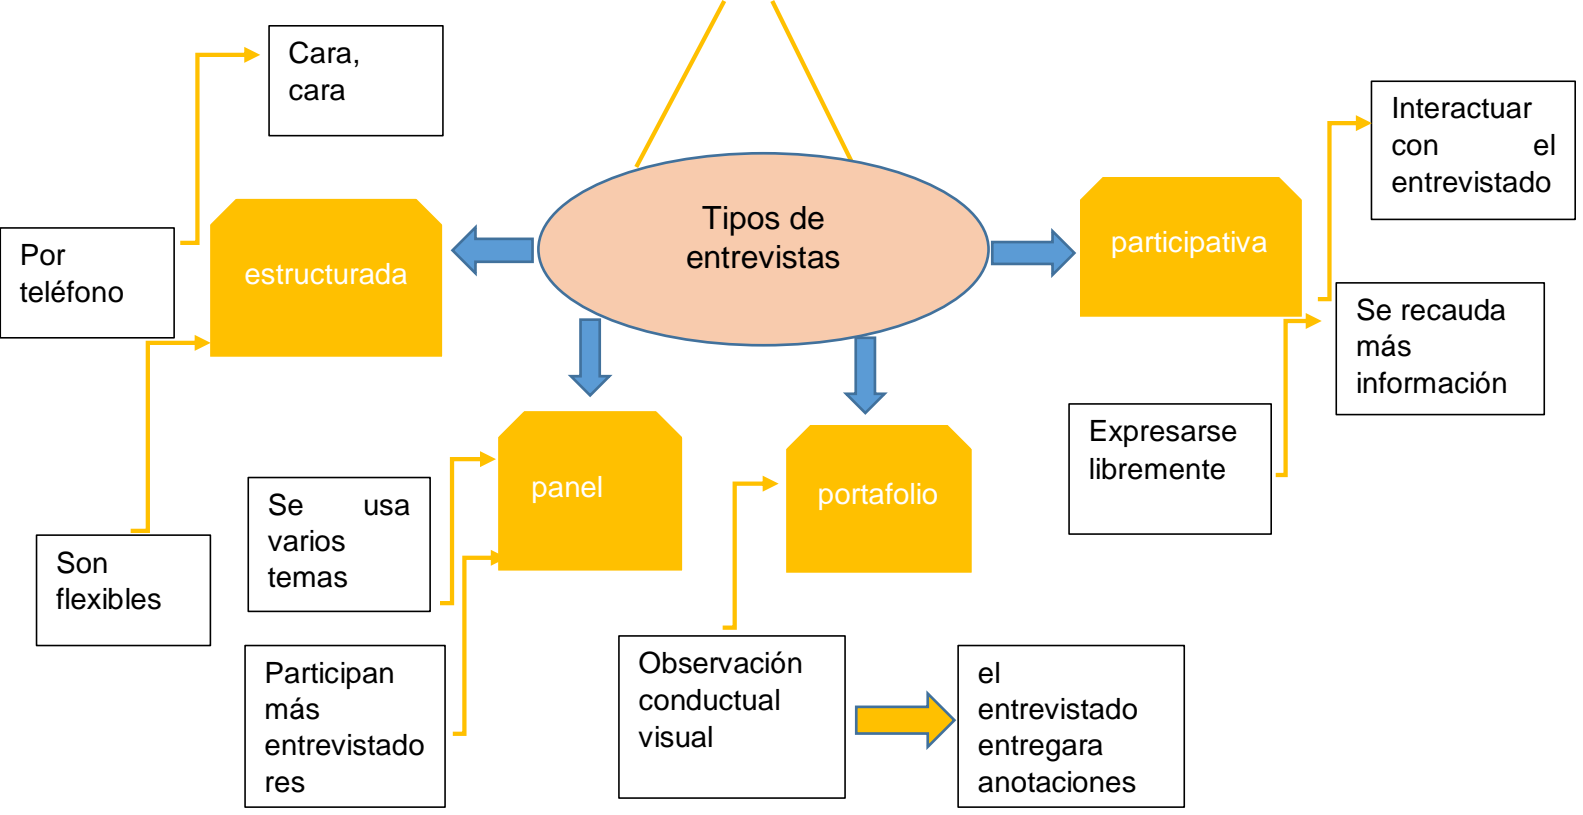 Cara,
cara
Por
teléfono
estructurada
Son
flexibles
Tipos de
entrevistas
participativa
Interactuar
con el
entrevistado
Se recauda
más
información
Expresarse
libremente
panel
Se usa
varios
temas
Participan
más
entrevistado
res
portafolio
Observación
conductual
visual
el
entrevistado
entregara
anotaciones